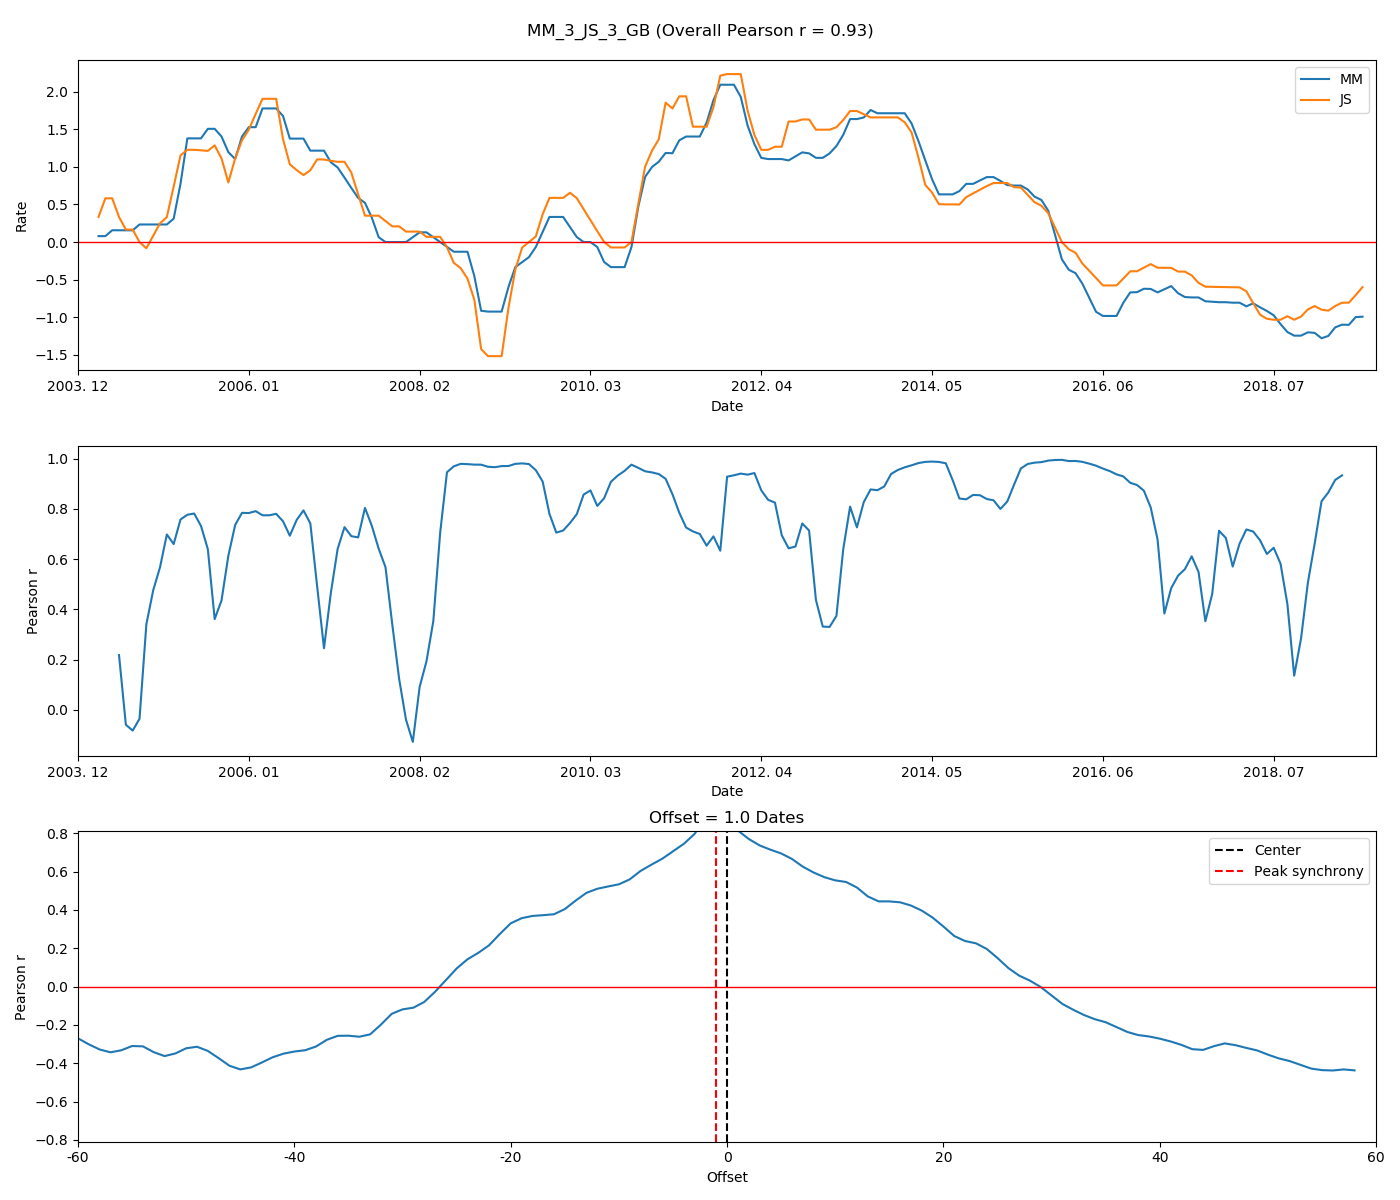 MM_3_JS_3_GB (Overall Pearson r = 0.93)
MM
JS
2.0
1.5
1.0
0.5
0.0
−0.5
−1.0
−1.5
Rate
2003. 12 2006. 01 2008. 02 2010. 03 2012. 04 2014. 05 2016. 06 2018. 07
Date
1.0
0.8
0.6
0.4
0.2
0.0
Pearson r
2003. 12 2006. 01 2008. 02 2010. 03 2012. 04 2014. 05 2016. 06 2018. 07
Date
Offset = 1.0 Dates
Center
Peak synchrony
0.8
0.6
0.4
0.2
0.0
−0.2
−0.4
−0.6
−0.8
Pearson r
-60 -40 -20 0 20 40 60
Offset